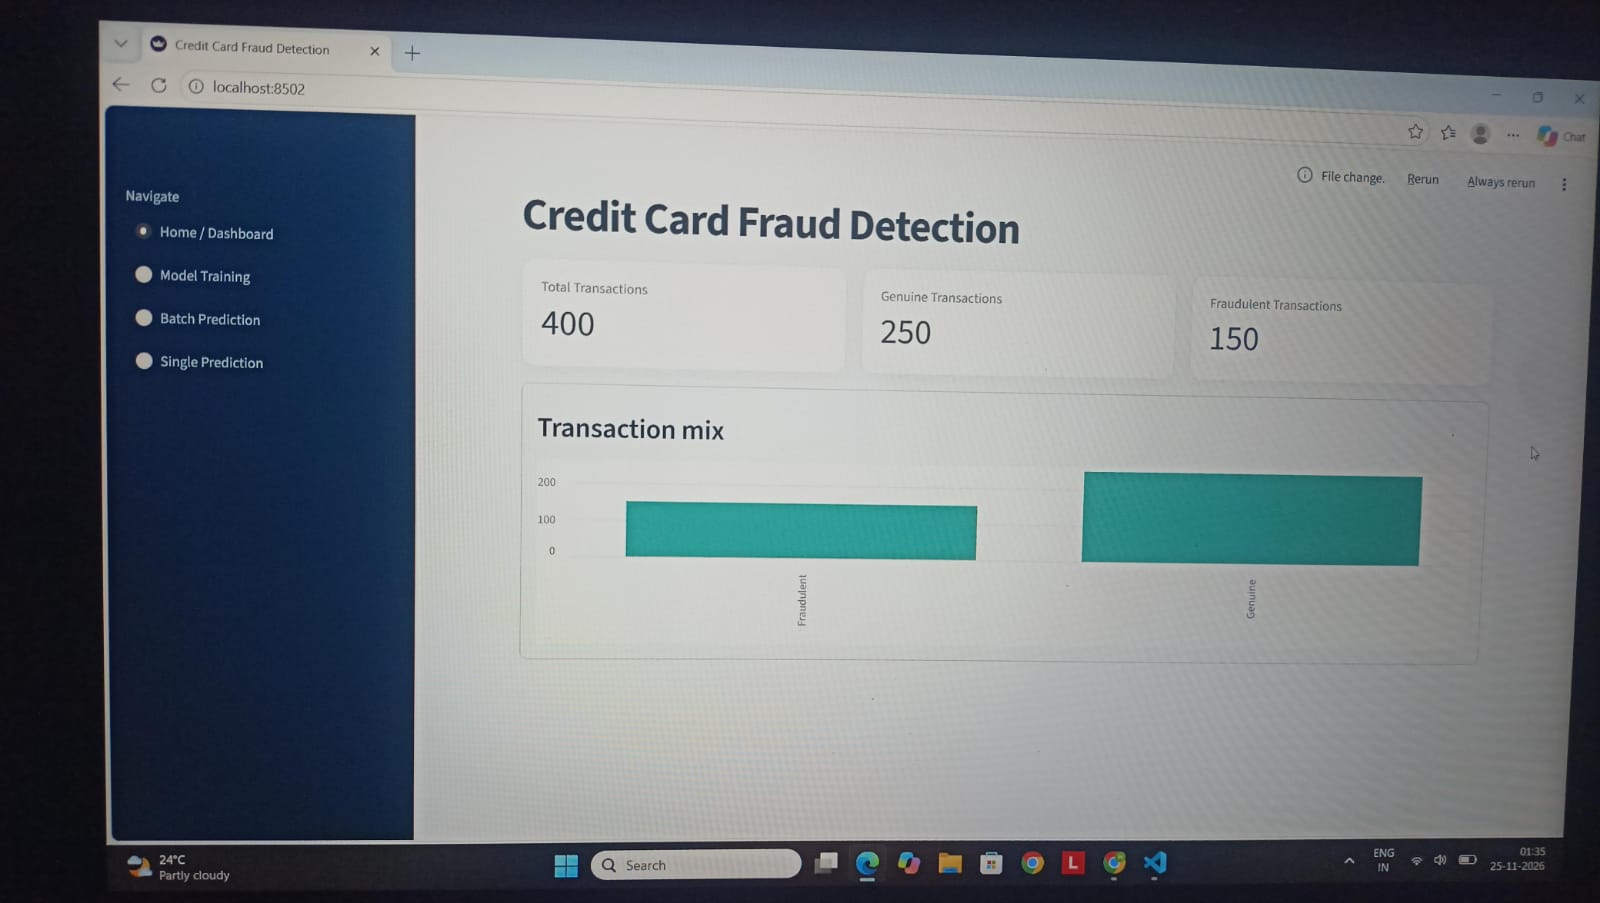 Credit Card Fraud Detection
localhost:8502
Chat
File change. Rerun Always rerun
Navigate
Home / Dashboard
Model Training
Batch Prediction
Single Prediction
Credit Card Fraud Detection
Total Transactions
400
Genuine Transactions
250
Fraudulent Transactions
150
Transaction mix
200
100
0
Fraudulent
Genuine
24°C
Partly cloudy
Search
L
ENG
IN
01:35
25-11-2026